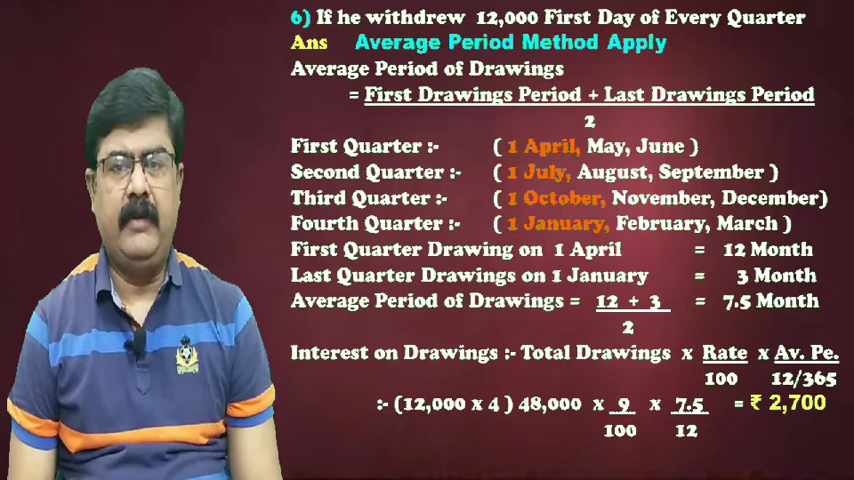 6) If he withdrew 12,000 First Day of Every Quarter
Ans Average Period Method Apply
Average Period of Drawings
= First Drawings Period + Last Drawings Period
2
First Quarter :- ( 1 April, May, June )
Second Quarter :- ( 1 July, August, September )
Third Quarter :- ( 1 October, November, December)
Fourth Quarter :- ( 1 January, February, March )
First Quarter Drawing on 1 April = 12 Month
Last Quarter Drawings on 1 January = 3 Month
Average Period of Drawings = 12 + 3 = 7.5 Month
2
Interest on Drawings :- Total Drawings x Rate x Av. Pe.
100 12/365
:- (12,000 x 4 ) 48,000 x 9 x 7.5 = ₹ 2,700
100 12